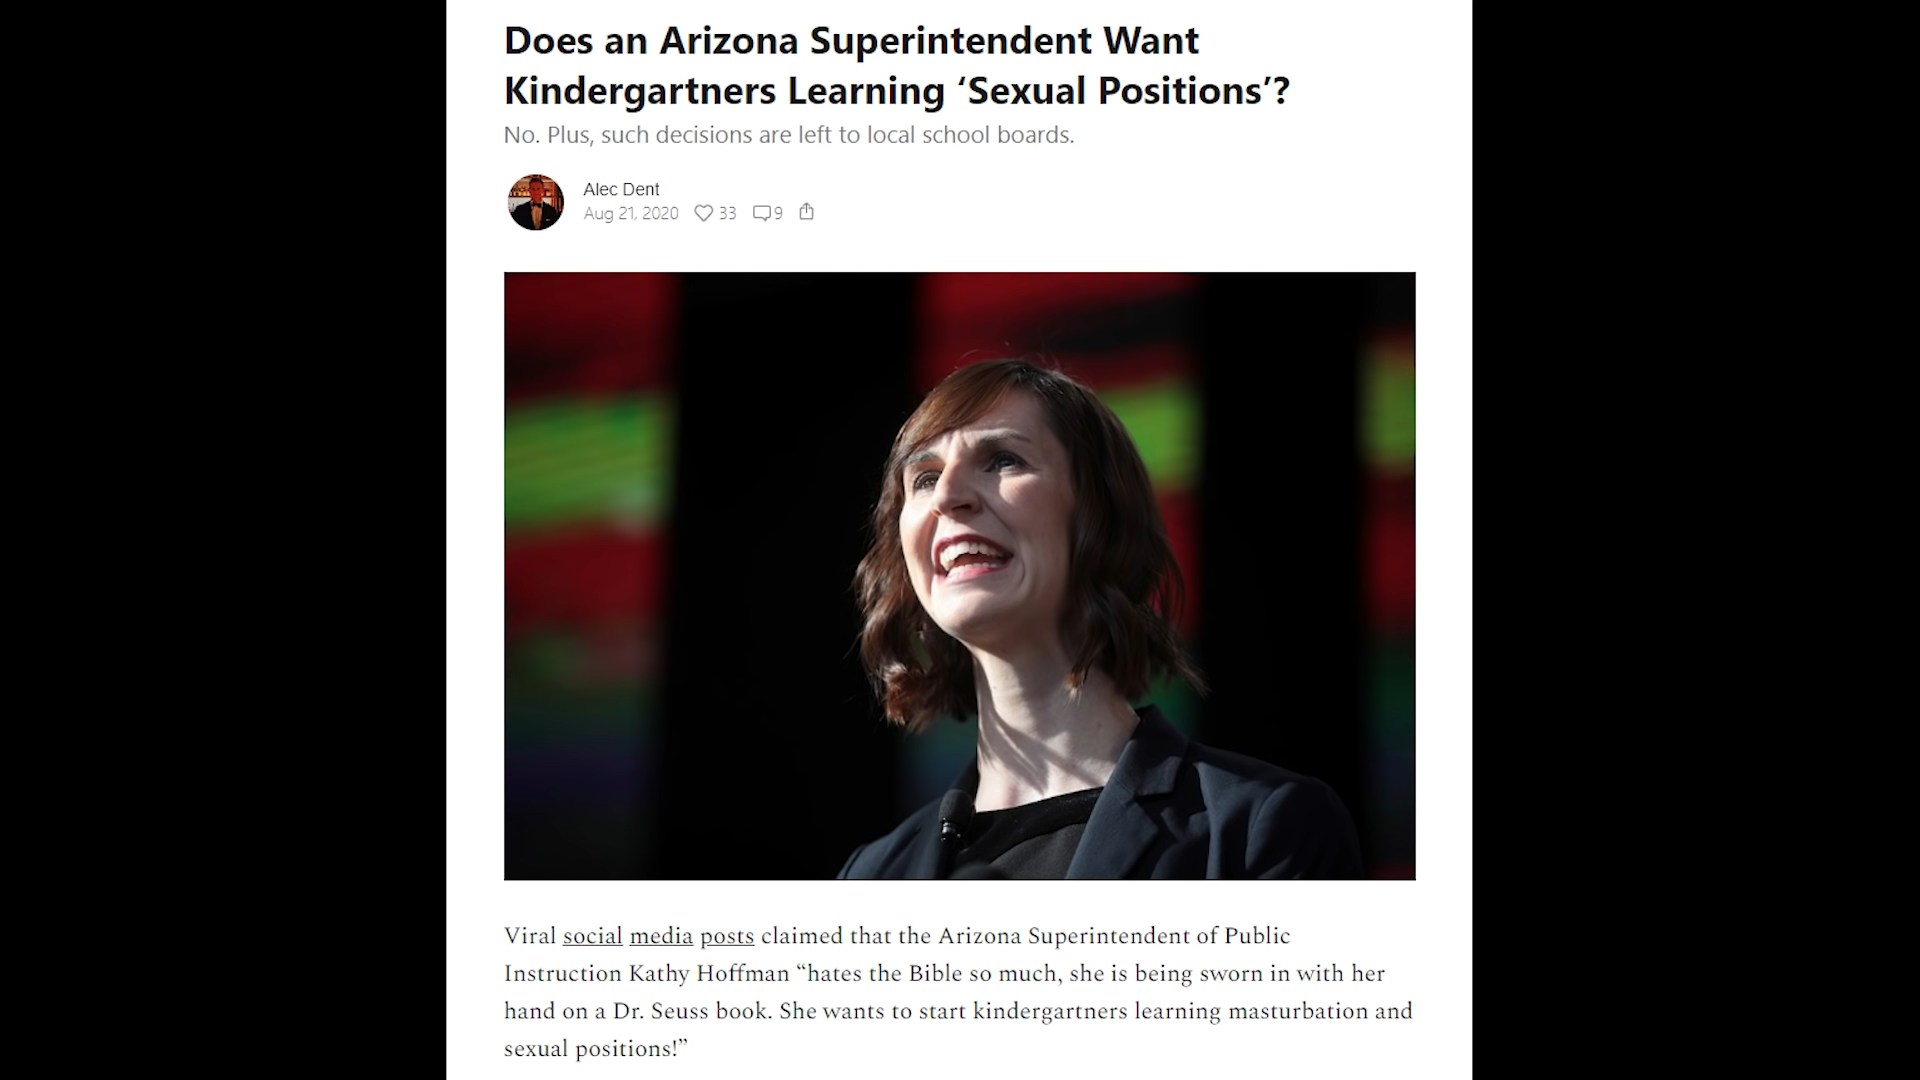 Does an Arizona Superintendent Want
Kindergartners Learning ‘Sexual Positions’?
No. Plus, such decisions are left to local school boards.
Alec Dent
Aug 21, 2020 33 9
Viral social media posts claimed that the Arizona Superintendent of Public
Instruction Kathy Hoffman “hates the Bible so much, she is being sworn in with her
hand on a Dr. Seuss book. She wants to start kindergartners learning masturbation and
sexual positions!”